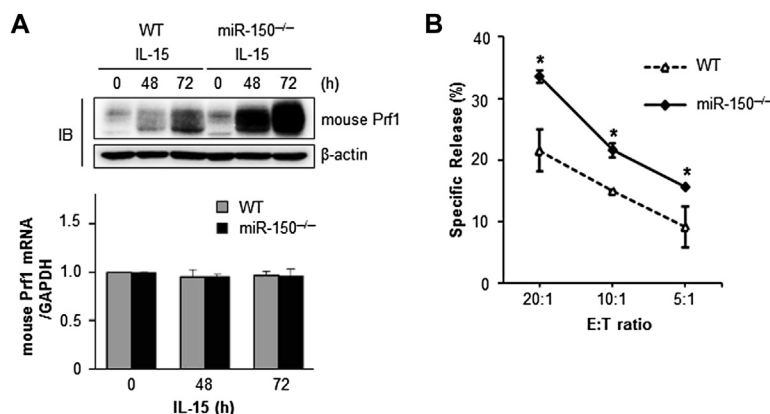 A
WT miR-150–/–
IL-15 IL-15
0 48 72 0 48 72 (h)
IB
mouse Prf1
β-actin
mouse Prf1 mRNA
/GAPDH
1.5
1.0
0.5
0
WT
miR-150–/–
0 48 72
IL-15 (h)
B
Specific Release (%)
40
30
20
10
0
* * *
WT
miR-150–/–
20:1 10:1 5:1
E:T ratio